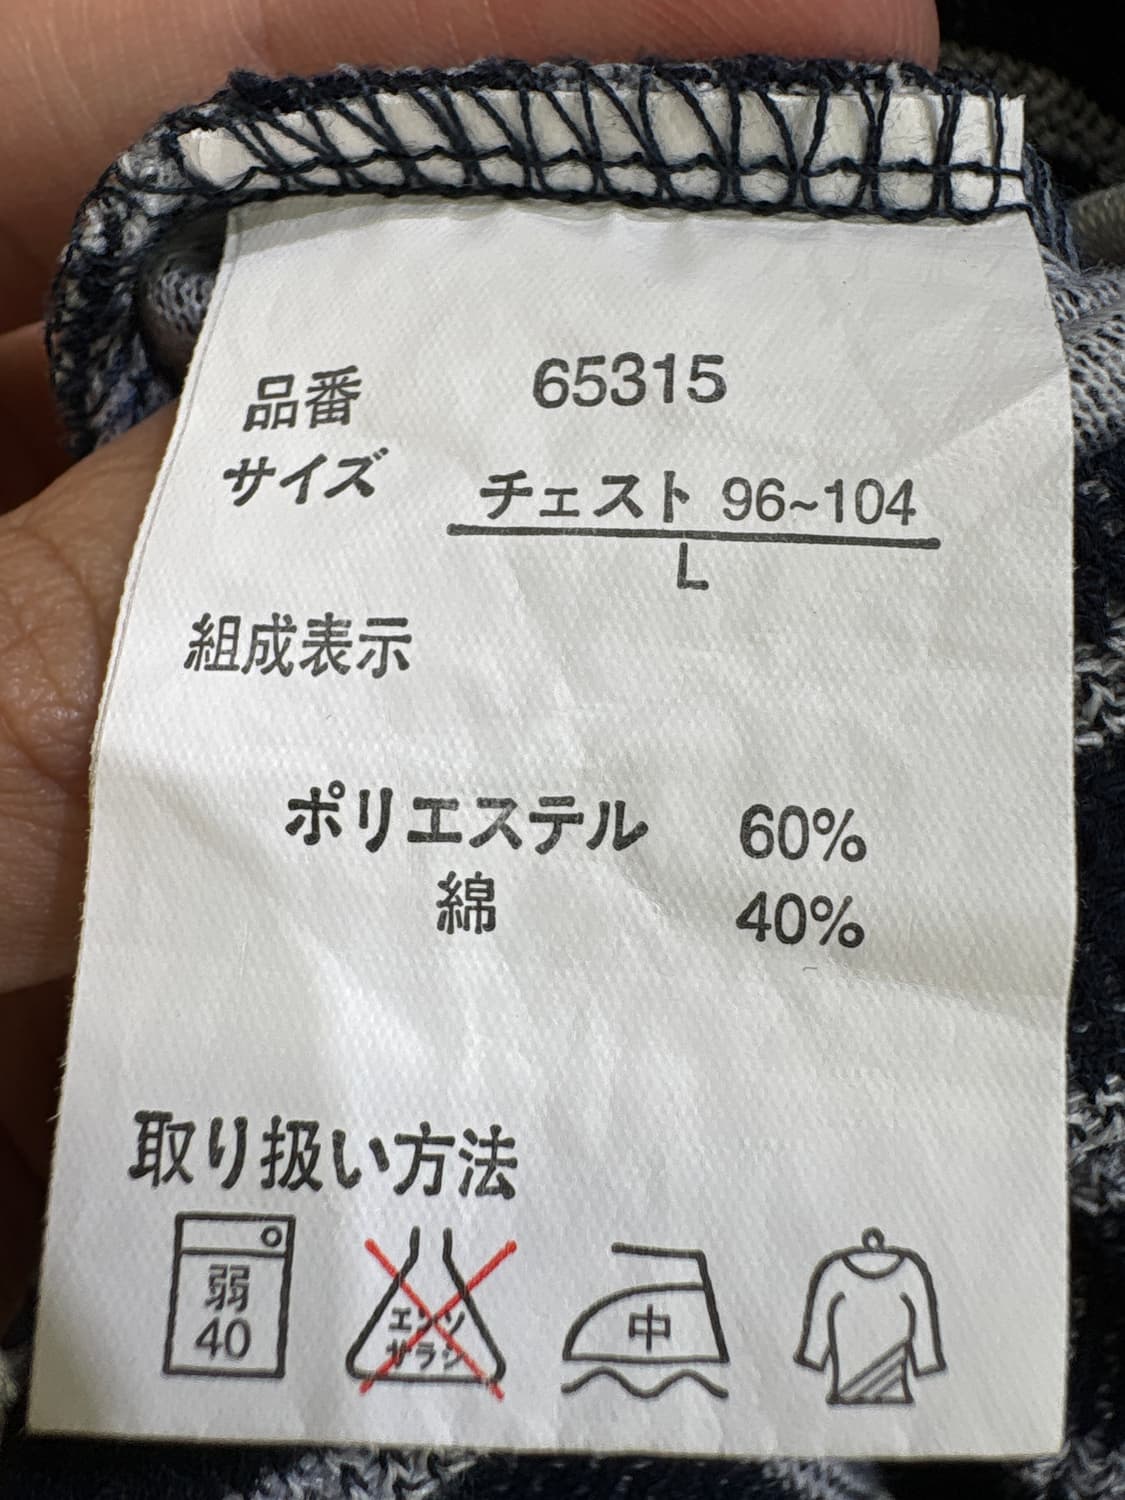 品番 65315
サイズ チェスト 96~104
L
組成表示
ポリエステル 60%
綿 40%
取り扱い方法
弱
40
エンソ
サラシ
中